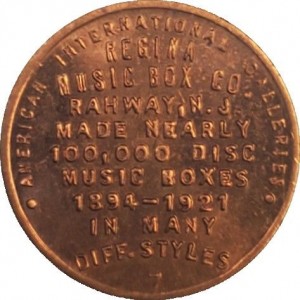 • AMERICAN INTERNATIONAL GALLERIES •
REGINA
MUSIC BOX CO.
RAHWAY, N.J.
MADE NEARLY
100,000 DISC
MUSIC BOXES
1894-1921
IN MANY
DIFF. STYLES
7